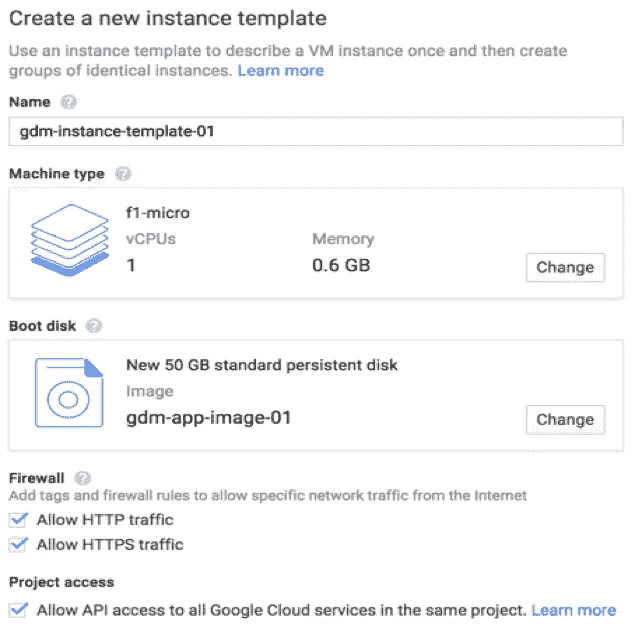 Create a new instance template
Use an instance template to describe a VM instance once and then create
groups of identical instances. Learn more
Name ?
gdm-instance-template-01
Machine type ?
f1-micro
vCPUs Memory
1 0.6 GB Change
Boot disk ?
New 50 GB standard persistent disk
Image
gdm-app-image-01
Change
Firewall ?
Add tags and firewall rules to allow specific network traffic from the Internet
Allow HTTP traffic
Allow HTTPS traffic
Project access
Allow API access to all Google Cloud services in the same project. Learn more